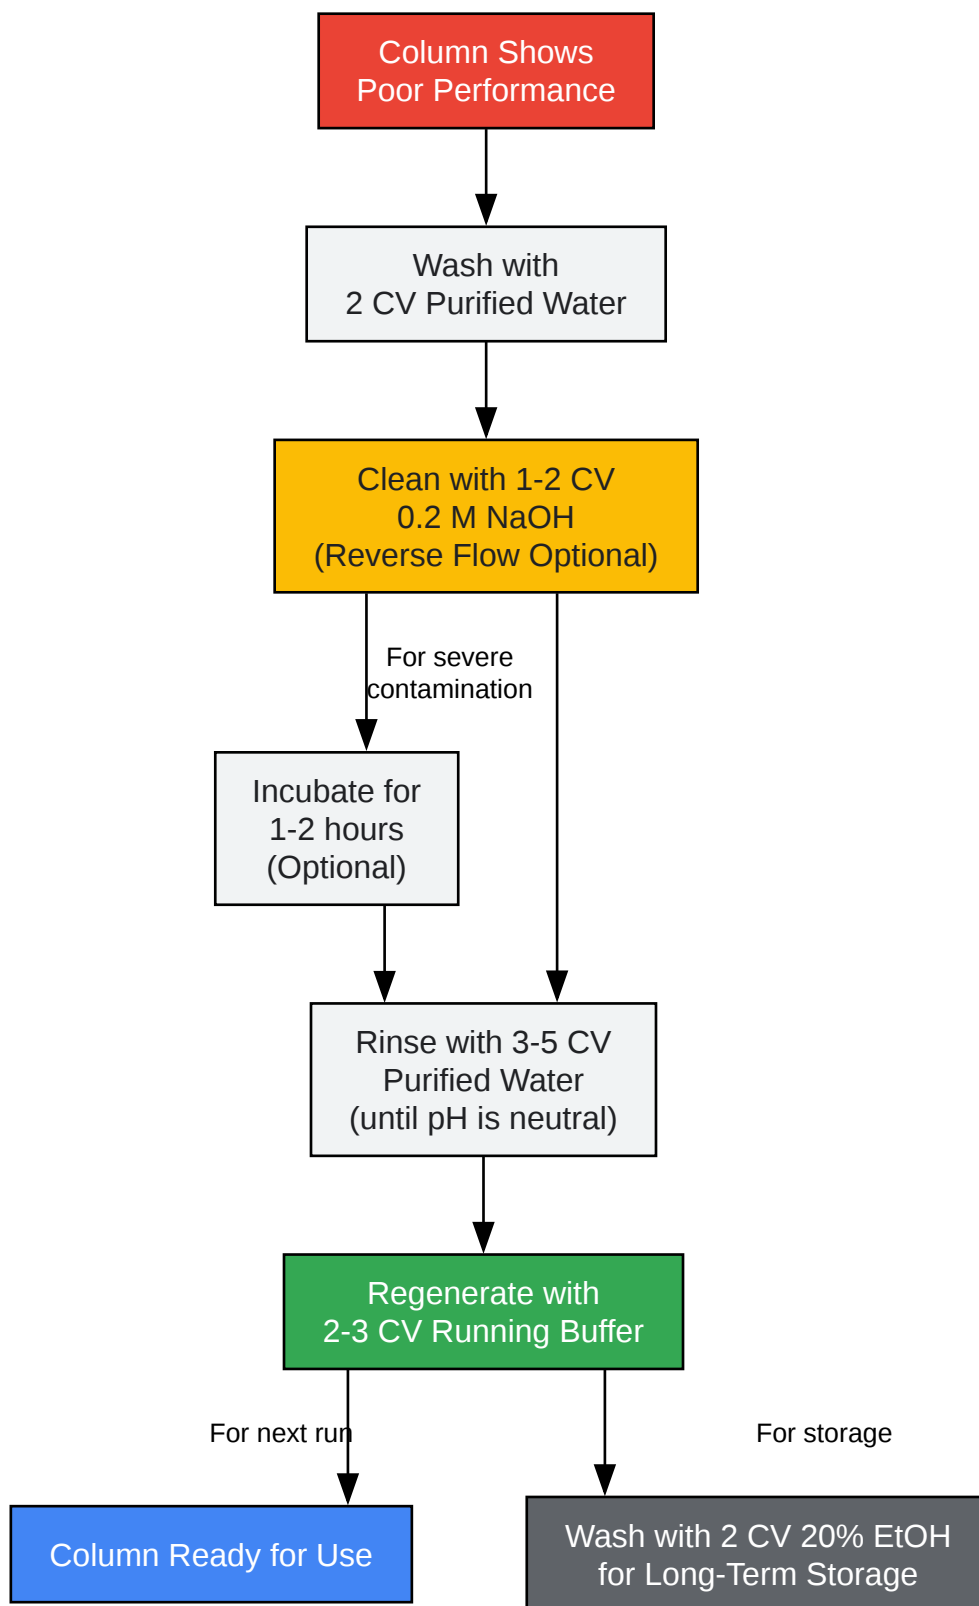 Column Shows
Poor Performance
Wash with
2 CV Purified Water
Clean with 1-2 CV
0.2 M NaOH
(Reverse Flow Optional)
For severe
contamination
Incubate for
1-2 hours
(Optional)
Rinse with 3-5 CV
Purified Water
(until pH is neutral)
Regenerate with
2-3 CV Running Buffer
For next run
For storage
Column Ready for Use
Wash with 2 CV 20% EtOH
for Long-Term Storage